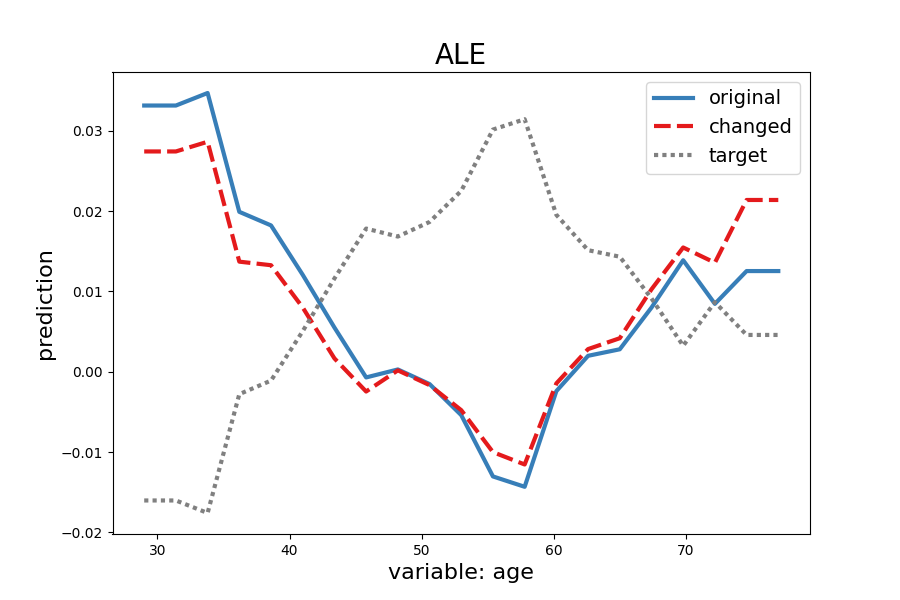 ALE
original
changed
target
prediction
0.03
0.02
0.01
0.00
−0.01
−0.02
30 40 50 60 70
variable: age